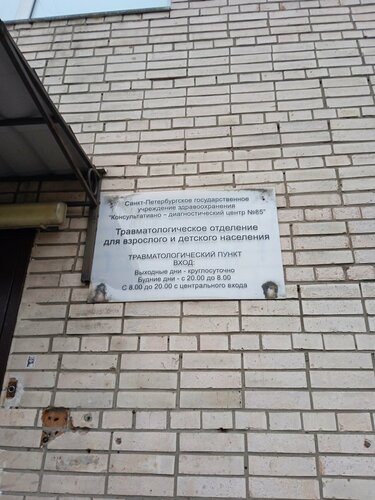 Санкт-Петербургское государственное
учреждение здравоохранения
"Консультативно – диагностический центр №85"
Травматологическое отделение
для взрослого и детского населения
ТРАВМАТОЛОГИЧЕСКИЙ ПУНКТ
ВХОД:
Выходные дни - круглосуточно
Будние дни - с 20.00 до 8.00
С 8.00 до 20.00 с центрального входа